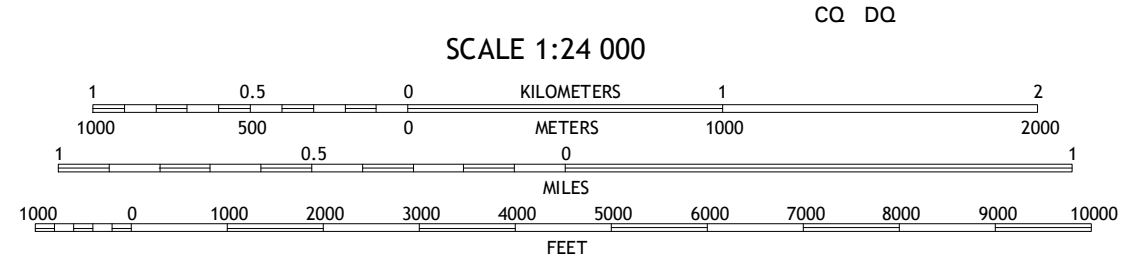 CQ DQ
SCALE 1:24 000
1 0.5 0 KILOMETERS 1 2
1000 500 0 METERS 1000 2000
1 0.5 0 1
MILES
1000 0 1000 2000 3000 4000 5000 6000 7000 8000 9000 10000
FEET